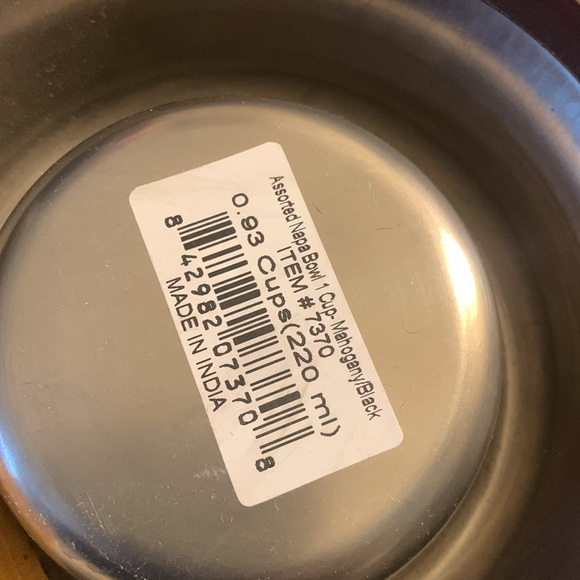 Assorted Napa Bowl 1 Cup- Mahogany/Black
ITEM # 7370
0.93 Cups(220 ml)
8 42982 07370 8
MADE IN INDIA